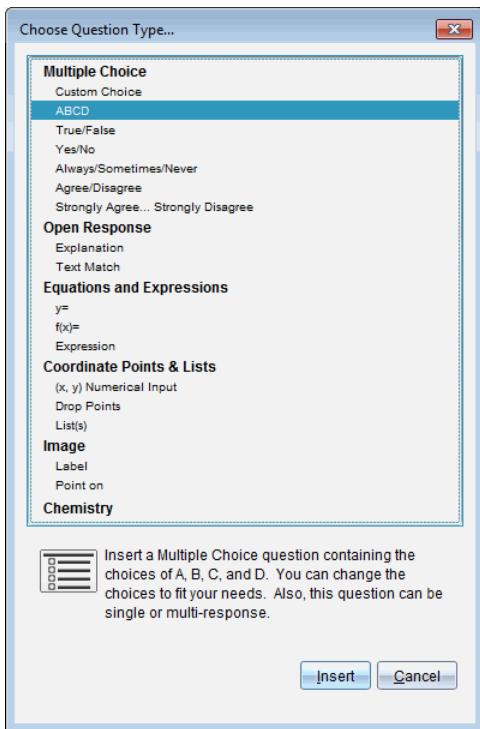 Choose Question Type...
Multiple Choice
Custom Choice
ABCD
True/False
Yes/No
Always/Sometimes/Never
Agree/Disagree
Strongly Agree... Strongly Disagree
Open Response
Explanation
Text Match
Equations and Expressions
y=
f(x)=
Expression
Coordinate Points & Lists
(x, y) Numerical Input
Drop Points
List(s)
Image
Label
Point on
Chemistry
Insert a Multiple Choice question containing the
choices of A, B, C, and D.  You can change the
choices to fit your needs.  Also, this question can be
single or multi-response.
Insert
Cancel